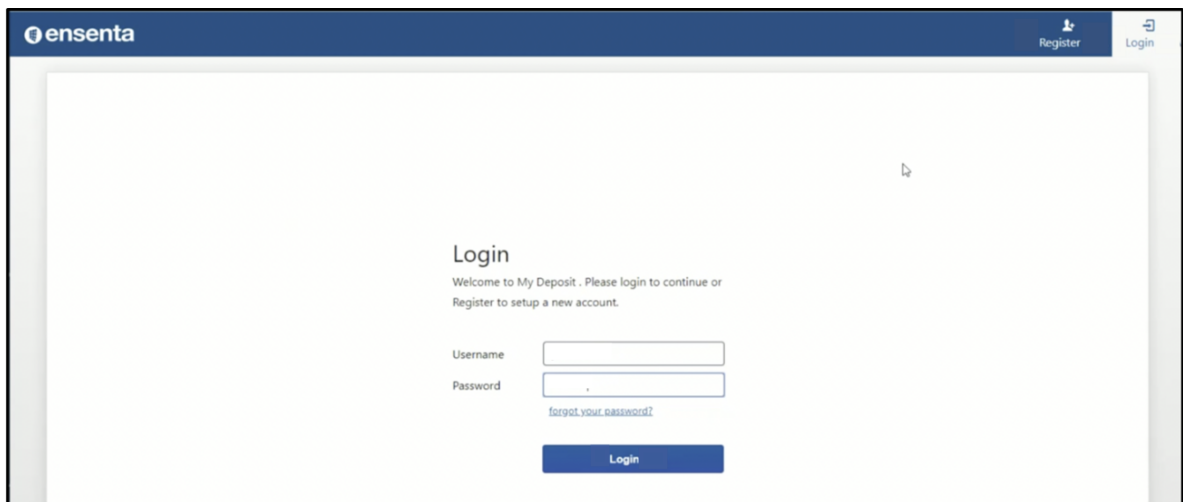 ensenta
Register
Login
Login
Welcome to My Deposit . Please login to continue or
Register to setup a new account.
Username
Password
forgot your password?
Login